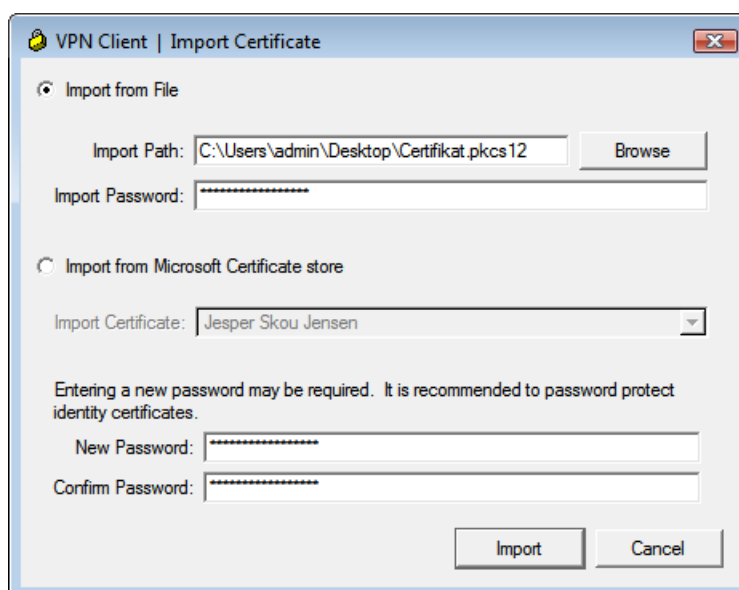 VPN Client | Import Certificate
Import from File
Import Path: C:\Users\admin\Desktop\Certifikat.pkcs12 Browse
Import Password: *****************
Import from Microsoft Certificate store
Import Certificate: Jesper Skou Jensen
Entering a new password may be required. It is recommended to password protect
identity certificates.
New Password: *****************
Confirm Password: *****************
Import Cancel